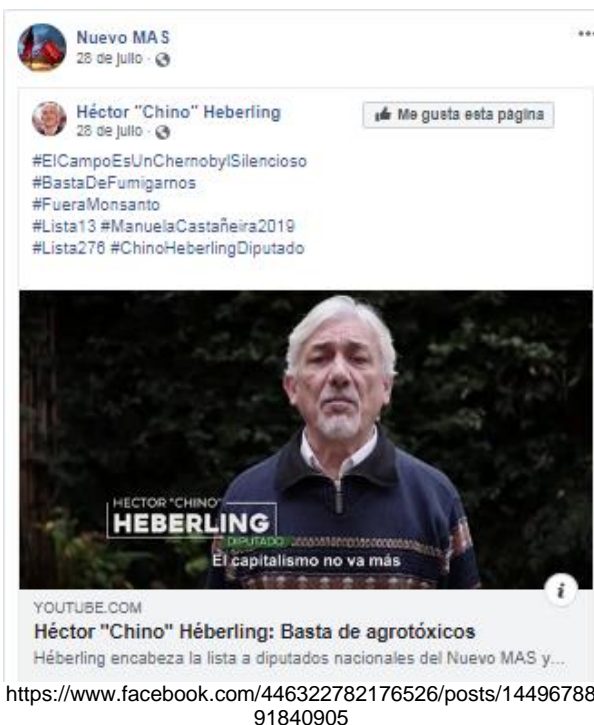 Nuevo MAS
28 de julio ·
Héctor "Chino" Heberling
28 de julio ·
Me gusta esta página
#ElCampoEsUnChernobylSilencioso
#BastaDeFumigarnos
#FueraMonsanto
#Lista13 #ManuelaCastañeira2019
#Lista276 #ChinoHeberlingDiputado
HECTOR "CHINO"
HEBERLING
DIPUTADO
El capitalismo no va más
i
YOUTUBE.COM
Héctor "Chino" Héberling: Basta de agrotóxicos
Héberling encabeza la lista a diputados nacionales del Nuevo MAS y...
https://www.facebook.com/446322782176526/posts/14496788
91840905